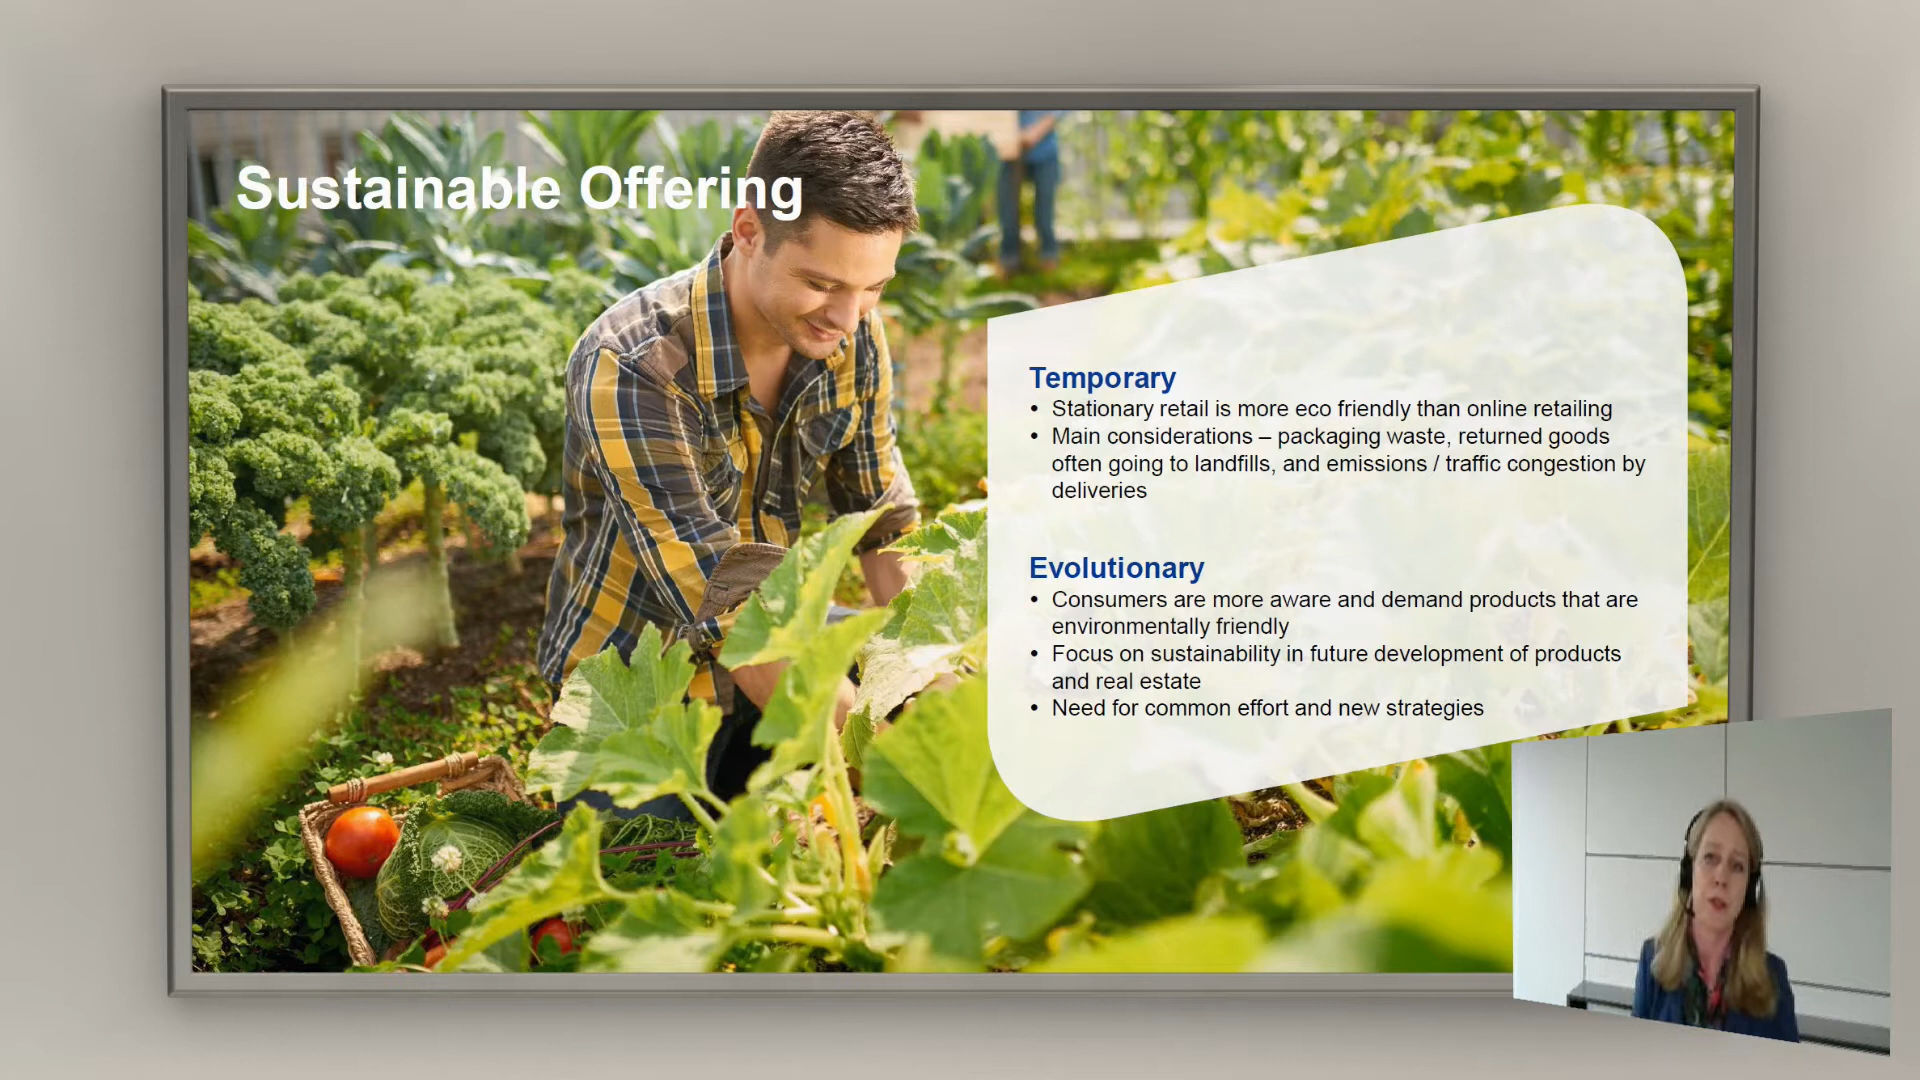 Sustainable Offering
Temporary
• Stationary retail is more eco friendly than online retailing
• Main considerations – packaging waste, returned goods
often going to landfills, and emissions / traffic congestion by
deliveries
Evolutionary
• Consumers are more aware and demand products that are
environmentally friendly
• Focus on sustainability in future development of products
and real estate
• Need for common effort and new strategies